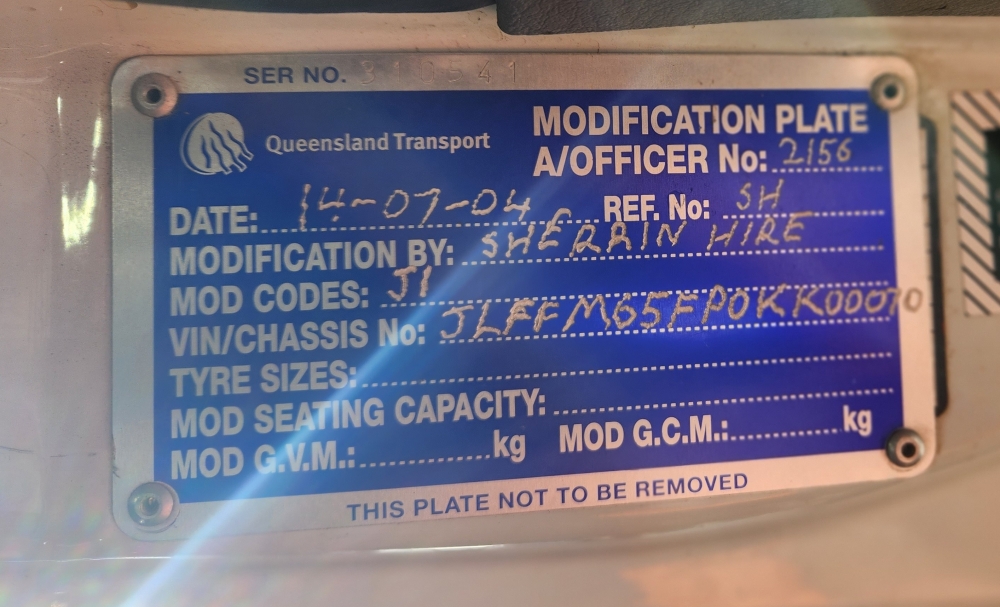 SER NO. 310541
Queensland Transport
MODIFICATION PLATE
A/OFFICER No: 2156
DATE: 14-07-04 REF. No: SH
MODIFICATION BY: SHERRIN HIRE
MOD CODES: J1
VIN/CHASSIS No: JLFFM65FP0KK00070
TYRE SIZES:
MOD SEATING CAPACITY:
MOD G.V.M.: kg MOD G.C.M.: kg
THIS PLATE NOT TO BE REMOVED